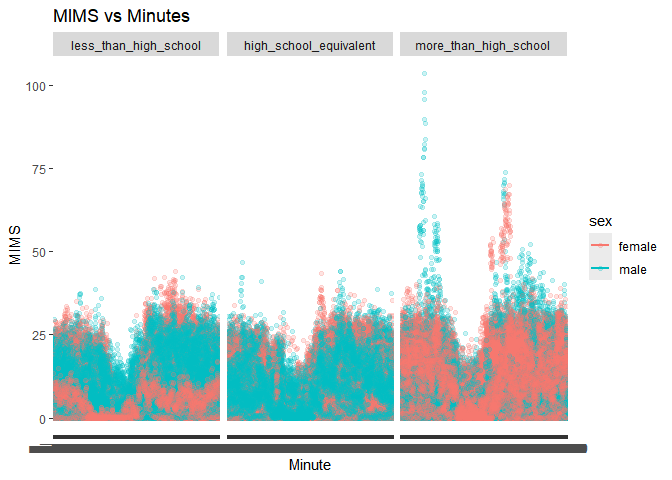 MIMS vs Minutes
less_than_high_school high_school_equivalent more_than_high_school
100
75
50
25
0
MIMS
Minute
sex
female
male